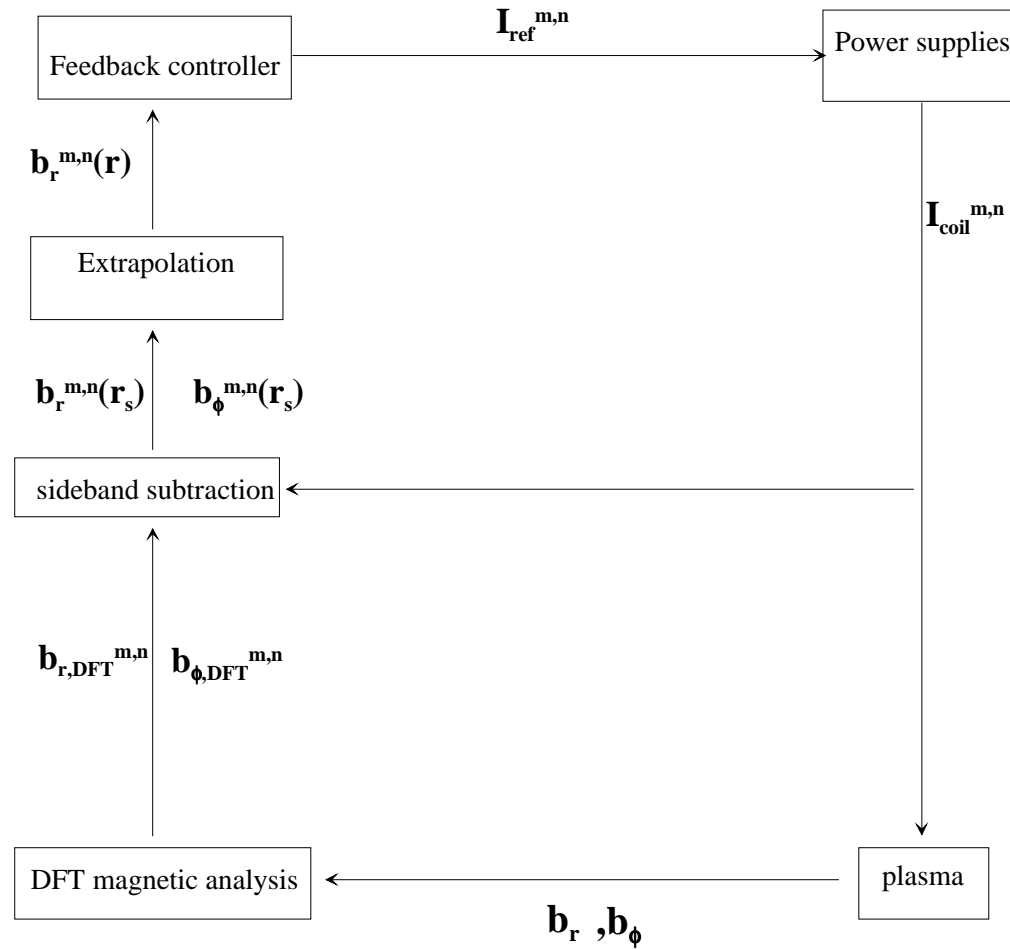 I_ref^m,n
Feedback controller
Power supplies
b_r^m,n(r)
I_coil^m,n
Extrapolation
b_r^m,n(r_s) b_ϕ^m,n(r_s)
sideband subtraction
b_r,DFT^m,n b_ϕ,DFT^m,n
DFT magnetic analysis
plasma
b_r ,b_ϕ